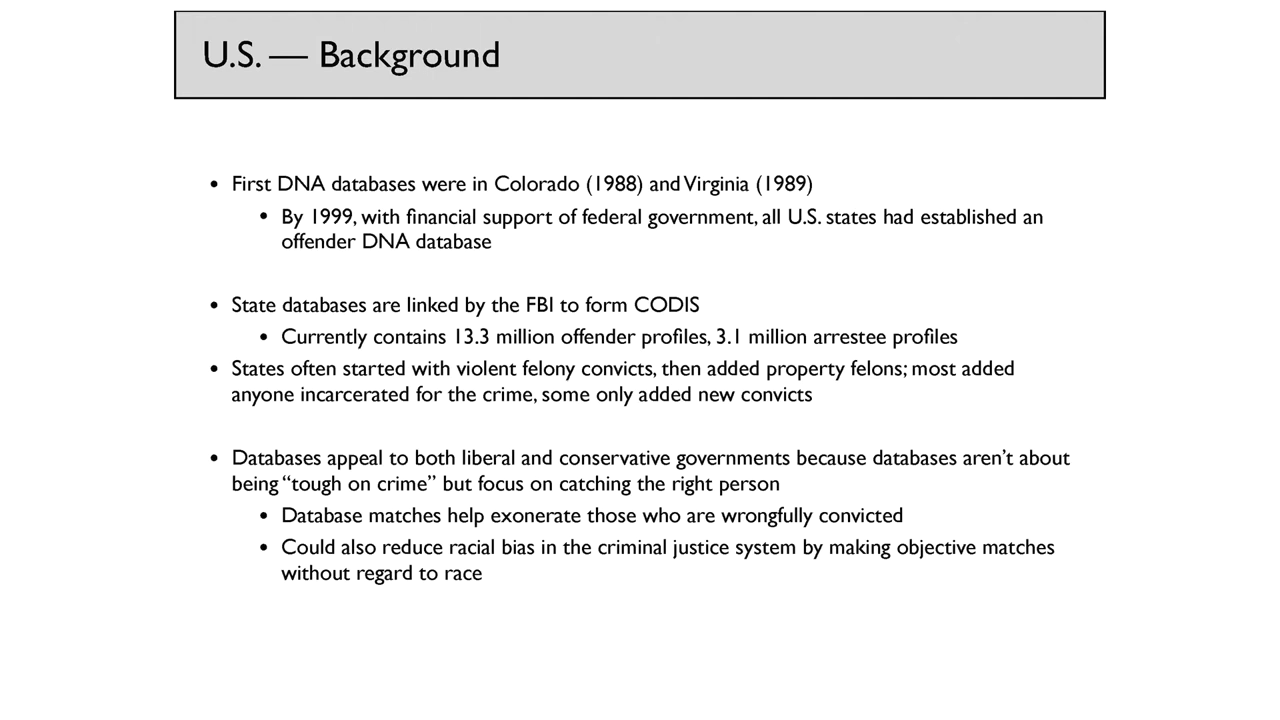 U.S. — Background
• First DNA databases were in Colorado (1988) and Virginia (1989)
• By 1999, with financial support of federal government, all U.S. states had established an
offender DNA database
• State databases are linked by the FBI to form CODIS
• Currently contains 13.3 million offender profiles, 3.1 million arrestee profiles
• States often started with violent felony convicts, then added property felons; most added
anyone incarcerated for the crime, some only added new convicts
• Databases appeal to both liberal and conservative governments because databases aren’t about
being “tough on crime” but focus on catching the right person
• Database matches help exonerate those who are wrongfully convicted
• Could also reduce racial bias in the criminal justice system by making objective matches
without regard to race